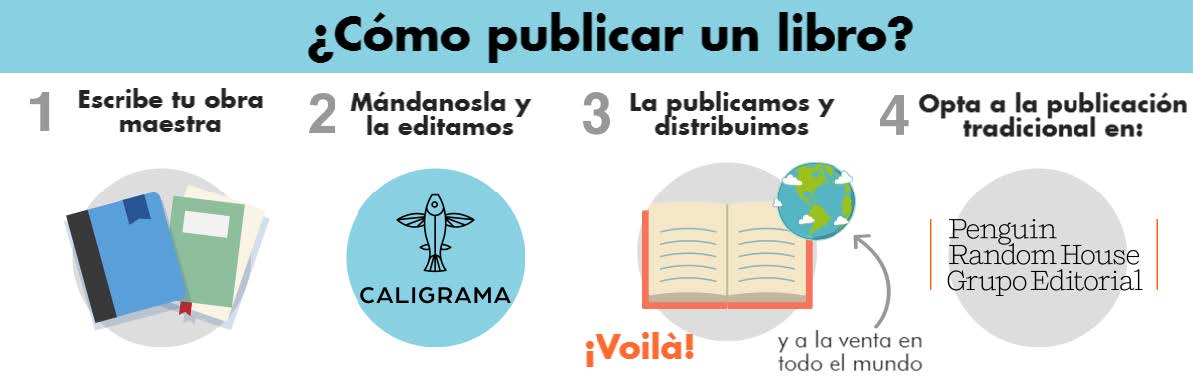 ¿Cómo publicar un libro?
1
Escribe tu obra
maestra
2
Mándanosla y
la editamos
CALIGRAMA
3
La publicamos y
distribuimos
¡Voilà!
y a la venta en
todo el mundo
4
Opta a la publicación
tradicional en:
Penguin
Random House
Grupo Editorial